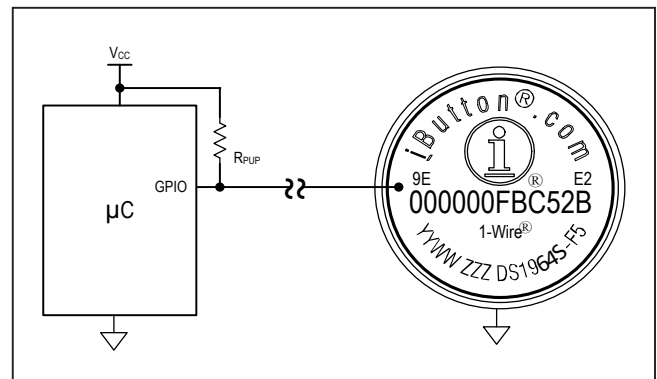 VCC
RPUP
GPIO
µC
iButton®.com
i
9E ® E2
000000FBC52B
1-Wire®
YYWW ZZZ DS1964S-F5